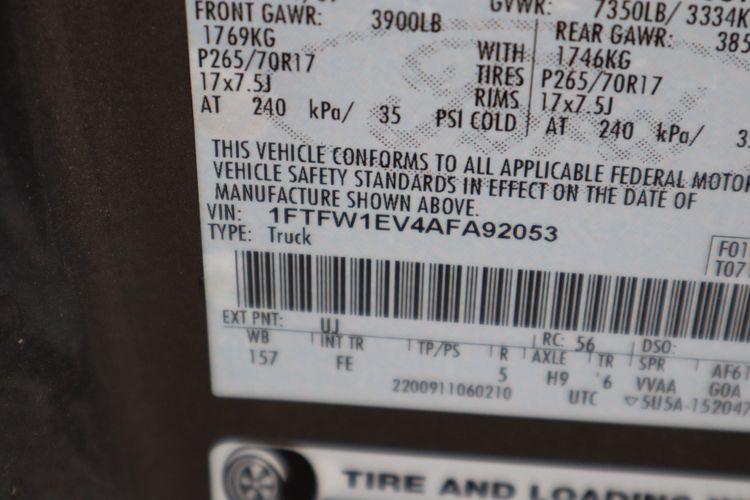 FRONT GAWR: 3900LB
1769KG
P265/70R17
17x7.5J
AT 240 kPa/ 35 PSI COLD
WITH
TIRES
RIMS
GVWR: 7350LB/ 3334K
REAR GAWR: 385
1746KG
P265/70R17
17x7.5J
AT 240 kPa/ 3
THIS VEHICLE CONFORMS TO ALL APPLICABLE FEDERAL MOTOR
VEHICLE SAFETY STANDARDS IN EFFECT ON THE DATE OF
MANUFACTURE SHOWN ABOVE.
VIN: 1FTFW1EV4AFA92053
TYPE: Truck
F01
T07
EXT PNT: UJ RC: 56 DSO:
WB INT TR TP/PS R AXLE TR SPR AF61
157 FE 5 H9 6 VVAA GOA
2200911060210 UTC ▽5U5A-152047
TIRE AND LOADING